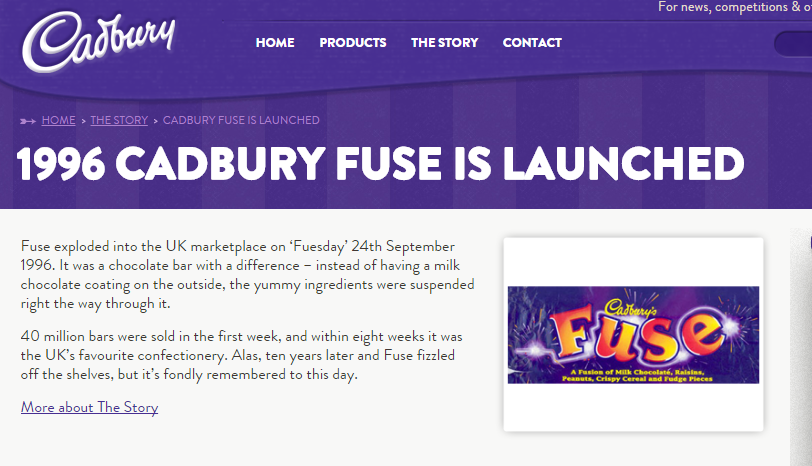 For news, competitions & o
Cadbury
HOME PRODUCTS THE STORY CONTACT
HOME > THE STORY > CADBURY FUSE IS LAUNCHED
1996 CADBURY FUSE IS LAUNCHED
Fuse exploded into the UK marketplace on ‘Fuesday’ 24th September
1996. It was a chocolate bar with a difference – instead of having a milk
chocolate coating on the outside, the yummy ingredients were suspended
right the way through it.
40 million bars were sold in the first week, and within eight weeks it was
the UK’s favourite confectionery. Alas, ten years later and Fuse fizzled
off the shelves, but it’s fondly remembered to this day.
More about The Story
Cadbury's
Fuse
A Fusion of Milk Chocolate, Raisins,
Peanuts, Crispy Cereal and Fudge Pieces